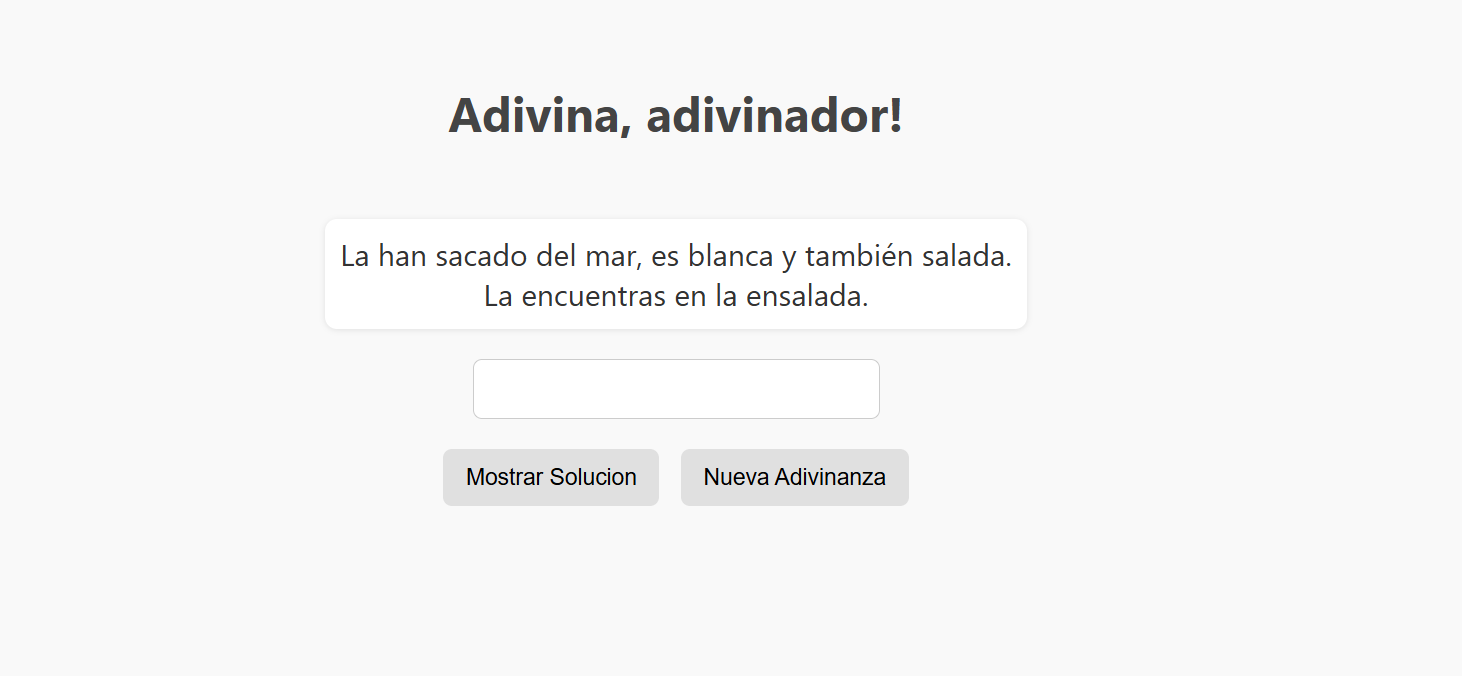 Adivina, adivinador!
La han sacado del mar, es blanca y también salada.
La encuentras en la ensalada.
Mostrar Solucion
Nueva Adivinanza